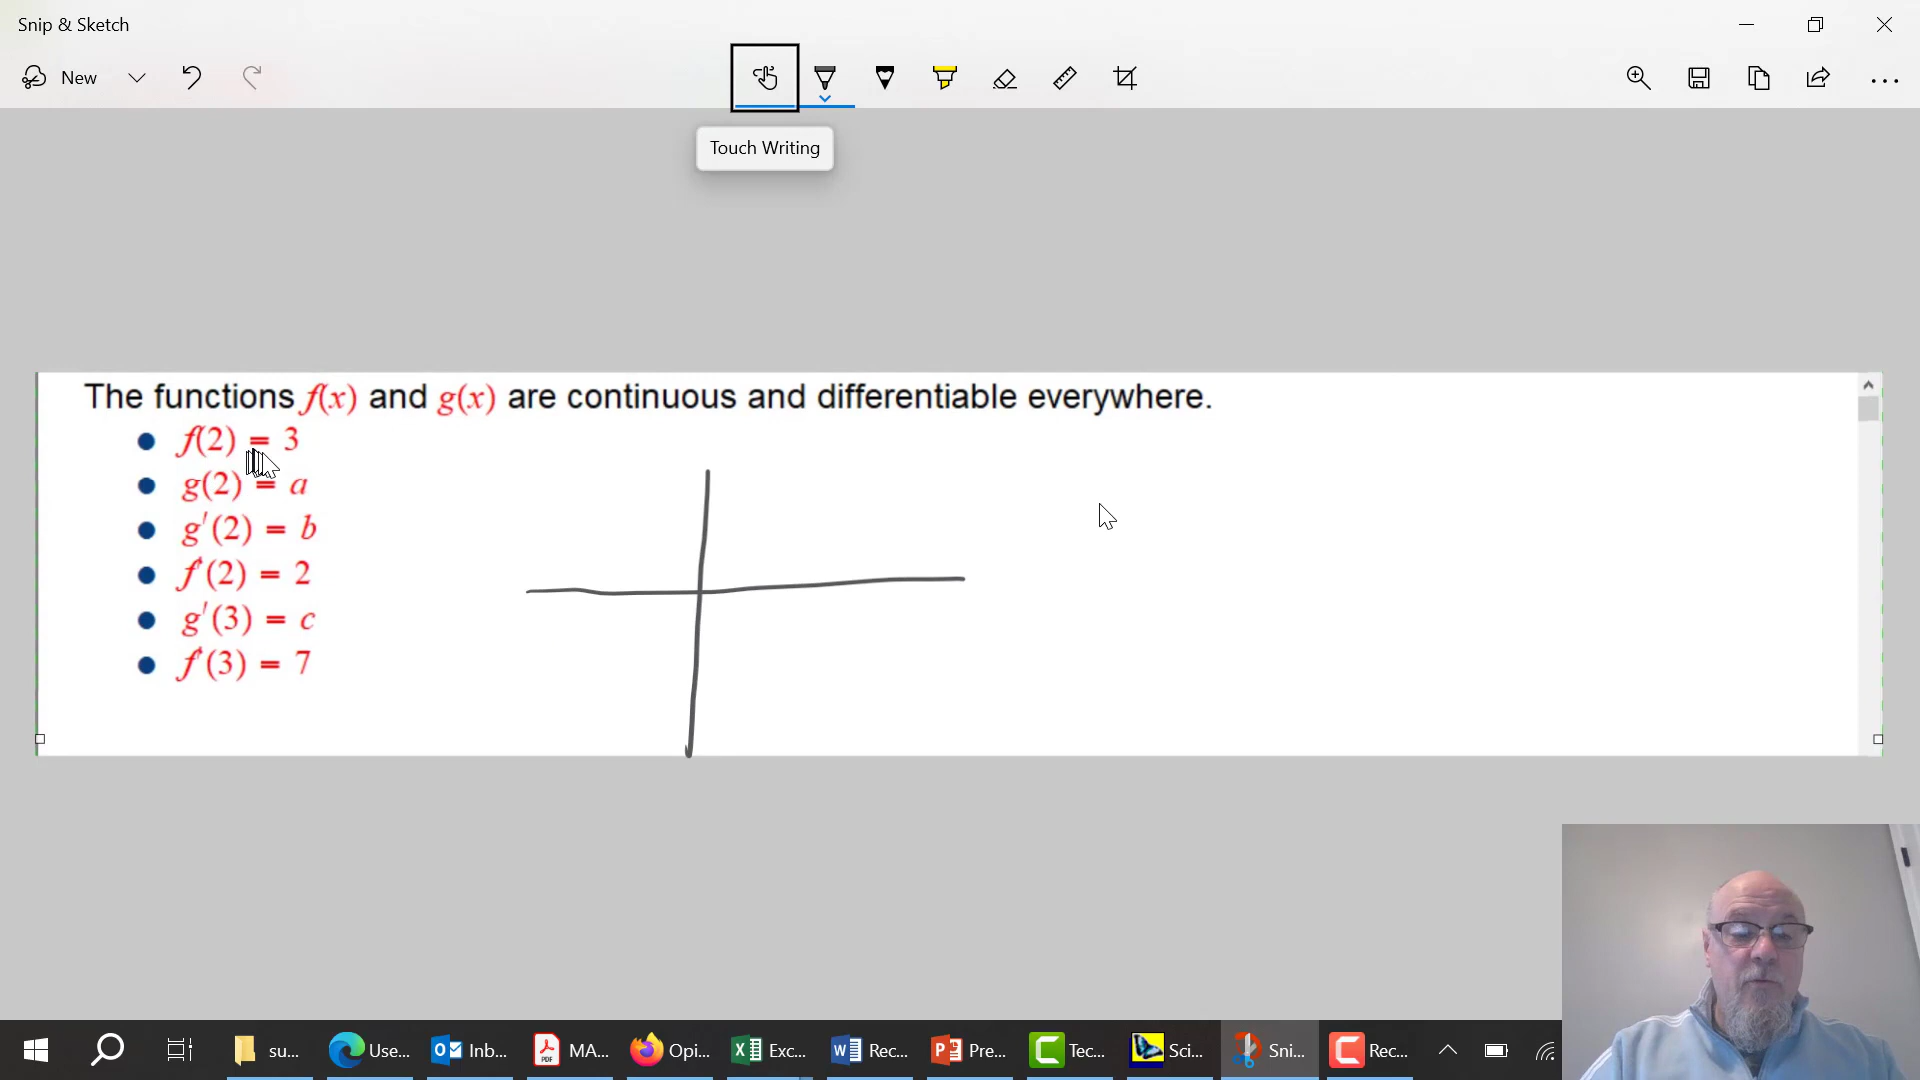 Snip & Sketch
New
Touch Writing
The functions f(x) and g(x) are continuous and differentiable everywhere.
f(2) = 3
g(2) = a
g'(2) = b
f'(2) = 2
g'(3) = c
f'(3) = 7
su...
Use...
Inb...
MA...
Opi...
Exc...
Rec...
Pre...
Tec...
Sci...
Sni...
Rec...